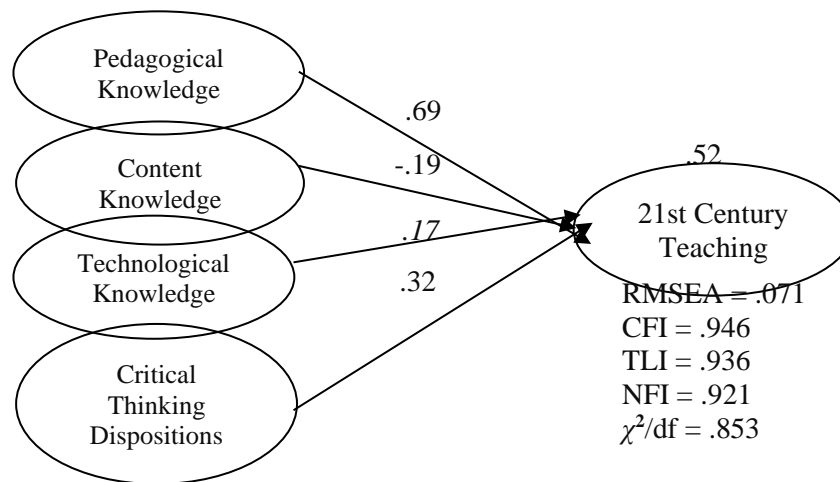 Pedagogical
Knowledge
Content
Knowledge
Technological
Knowledge
Critical
Thinking
Dispositions
.69
-.19
.17
.32
.52
21st Century
Teaching
RMSEA = .071
CFI = .946
TLI = .936
NFI = .921
χ²/df = .853